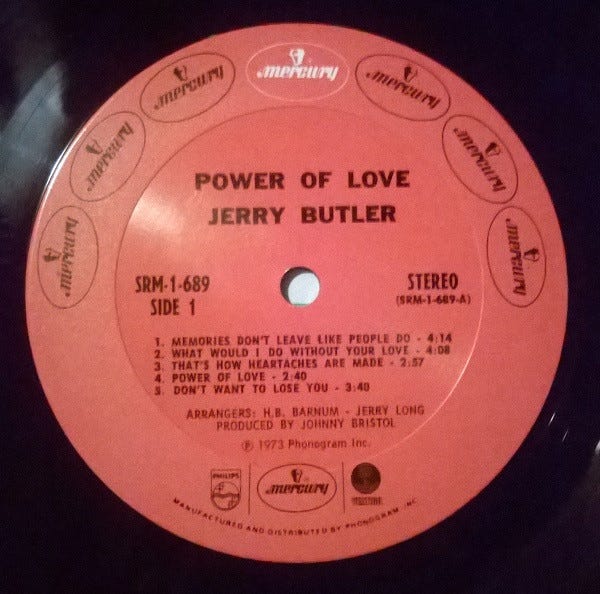 mercury
mercury
mercury
mercury
mercury
mercury
mercury
POWER OF LOVE
JERRY BUTLER
SRM-1-689
SIDE 1
STEREO
(SRM-1-689-A)
1. MEMORIES DON'T LEAVE LIKE PEOPLE DO - 4:14
2. WHAT WOULD I DO WITHOUT YOUR LOVE - 4:08
3. THAT'S HOW HEARTACHES ARE MADE - 2:57
4. POWER OF LOVE - 2:40
5. DON'T WANT TO LOSE YOU - 3:40
ARRANGERS: H.B. BARNUM - JERRY LONG
PRODUCED BY JOHNNY BRISTOL
℗ 1973 Phonogram Inc.
PHILIPS
mercury
VERTIGO
MANUFACTURED AND DISTRIBUTED BY PHONOGRAM, INC.